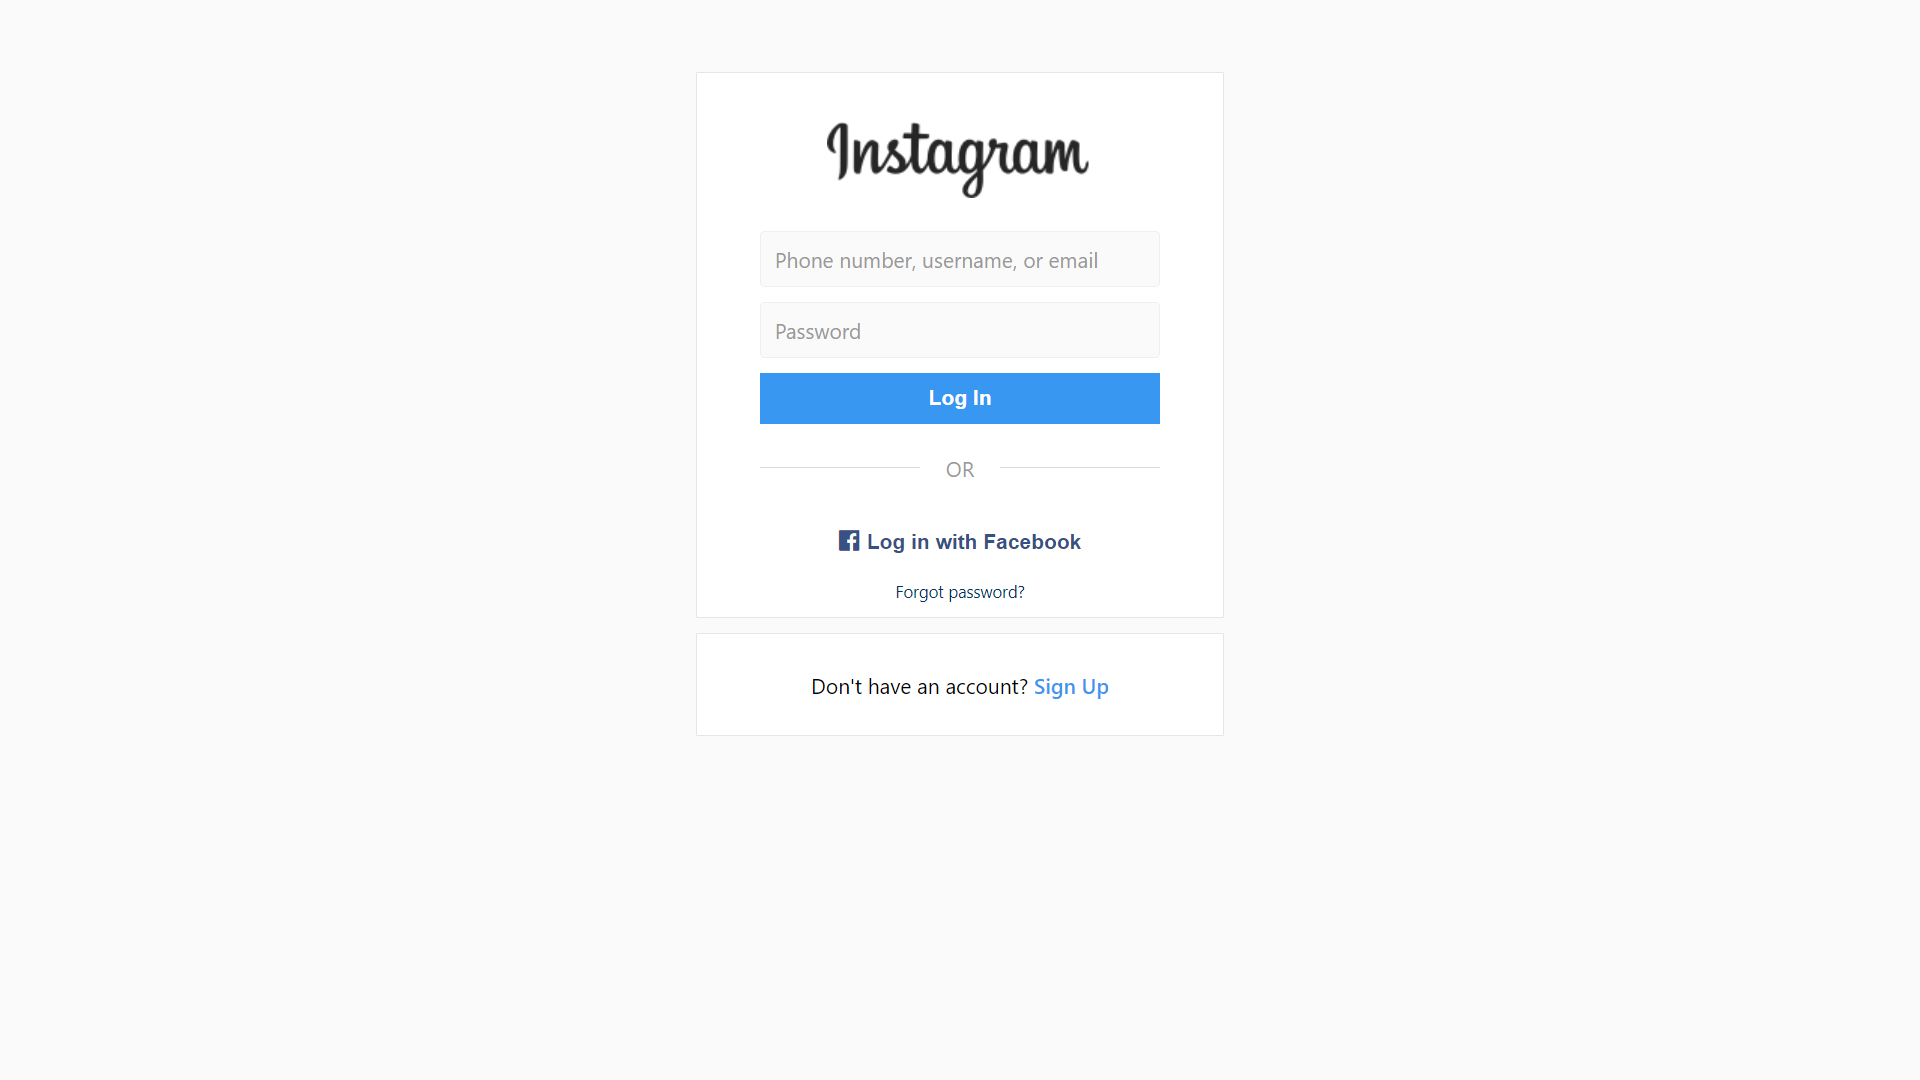 Instagram
Phone number, username, or email
Password
Log In
OR
Log in with Facebook
Forgot password?
Don't have an account? Sign Up